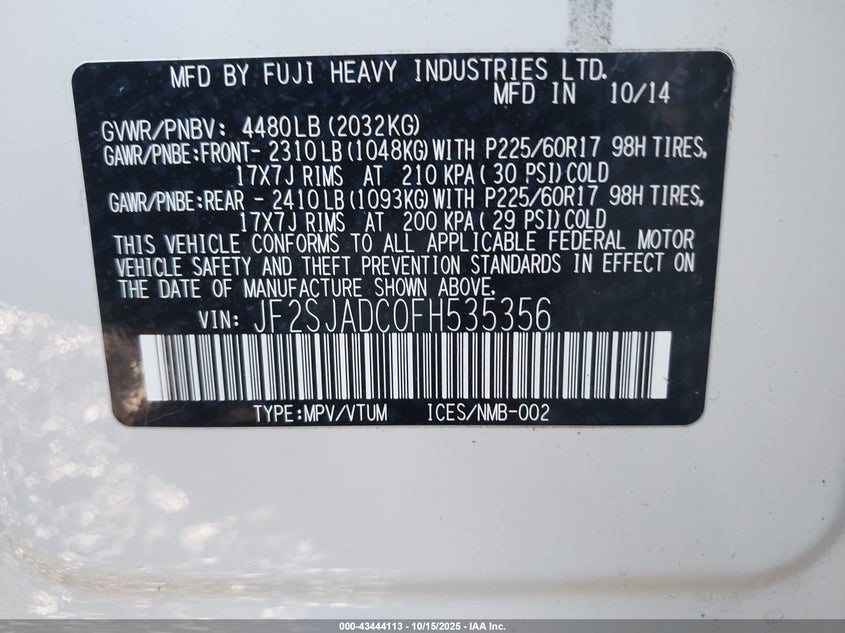 MFD BY FUJI HEAVY INDUSTRIES LTD.
MFD IN 10/14
GVWR/PNBV: 4480LB(2032KG)
GAWR/PNBE:FRONT- 2310LB(1048KG)WITH P225/60R17 98H TIRES,
17X7J RIMS AT 210 KPA(30 PSI)COLD
GAWR/PNBE:REAR - 2410LB(1093KG)WITH P225/60R17 98H TIRES,
17X7J RIMS AT 200 KPA(29 PSI)COLD
THIS VEHICLE CONFORMS TO ALL APPLICABLE FEDERAL MOTOR
VEHICLE SAFETY AND THEFT PREVENTION STANDARDS IN EFFECT ON
THE DATE OF MANUFACTURE SHOWN ABOVE.
VIN: JF2SJADC0FH535356
TYPE:MPV/VTUM ICES/NMB-002
000-43444113 - 10/15/2025 - IAA Inc.